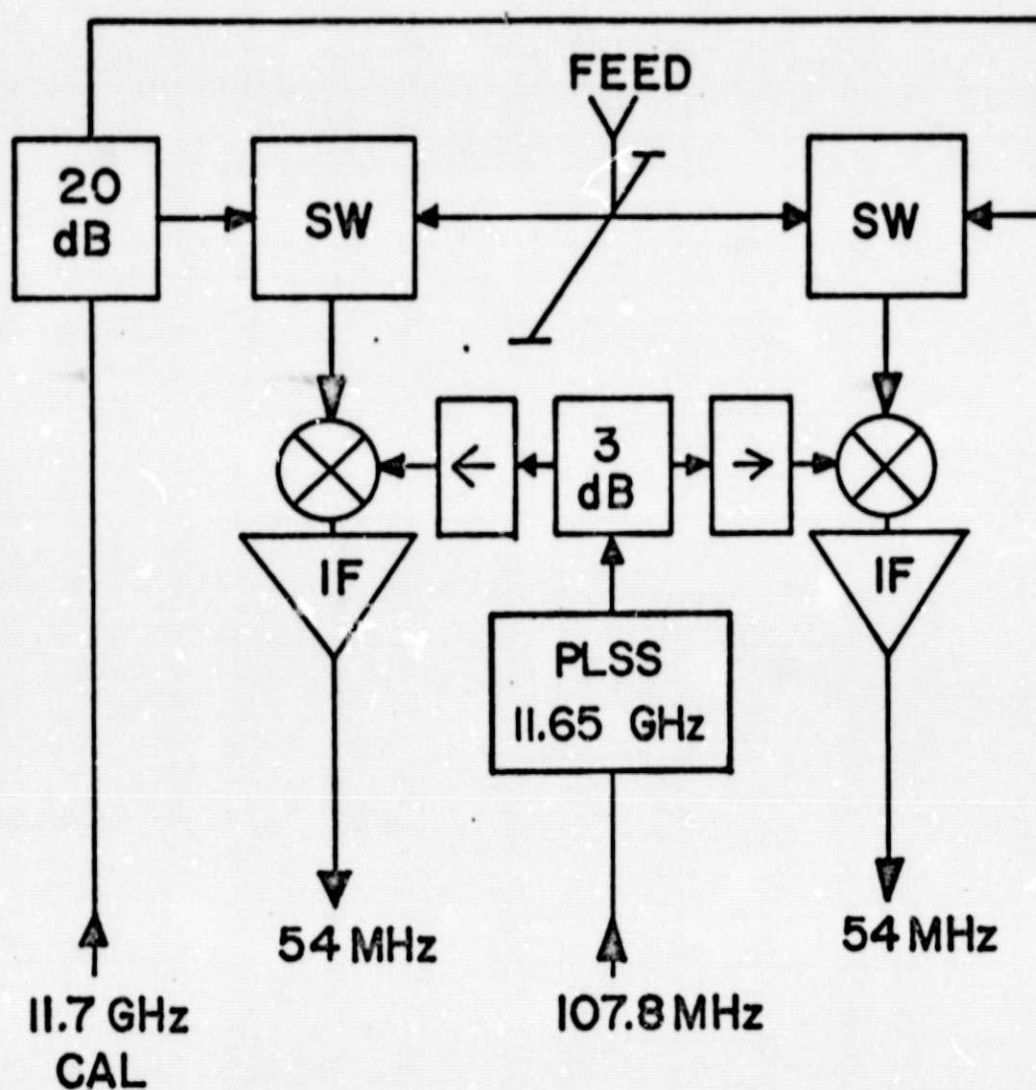 FEED
20
dB
SW
SW
3
dB
IF
IF
PLSS
11.65 GHz
54 MHz
54 MHz
11.7 GHz
CAL
107.8 MHz